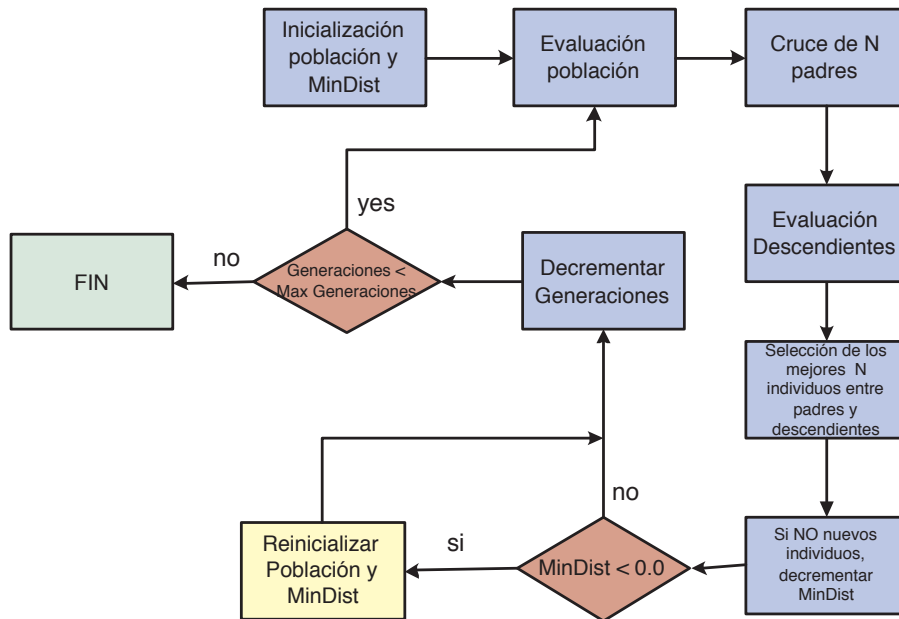 Inicialización
población y
MinDist
Evaluación
población
Cruce de N
padres
Evaluación
Descendientes
Selección de los
mejores N
individuos entre
padres y
descendientes
Si NO nuevos
individuos,
decrementar
MinDist
MinDist < 0.0
si
no
Reinicializar
Población y
MinDist
Decrementar
Generaciones
Generaciones <
Max Generaciones
yes
no
FIN